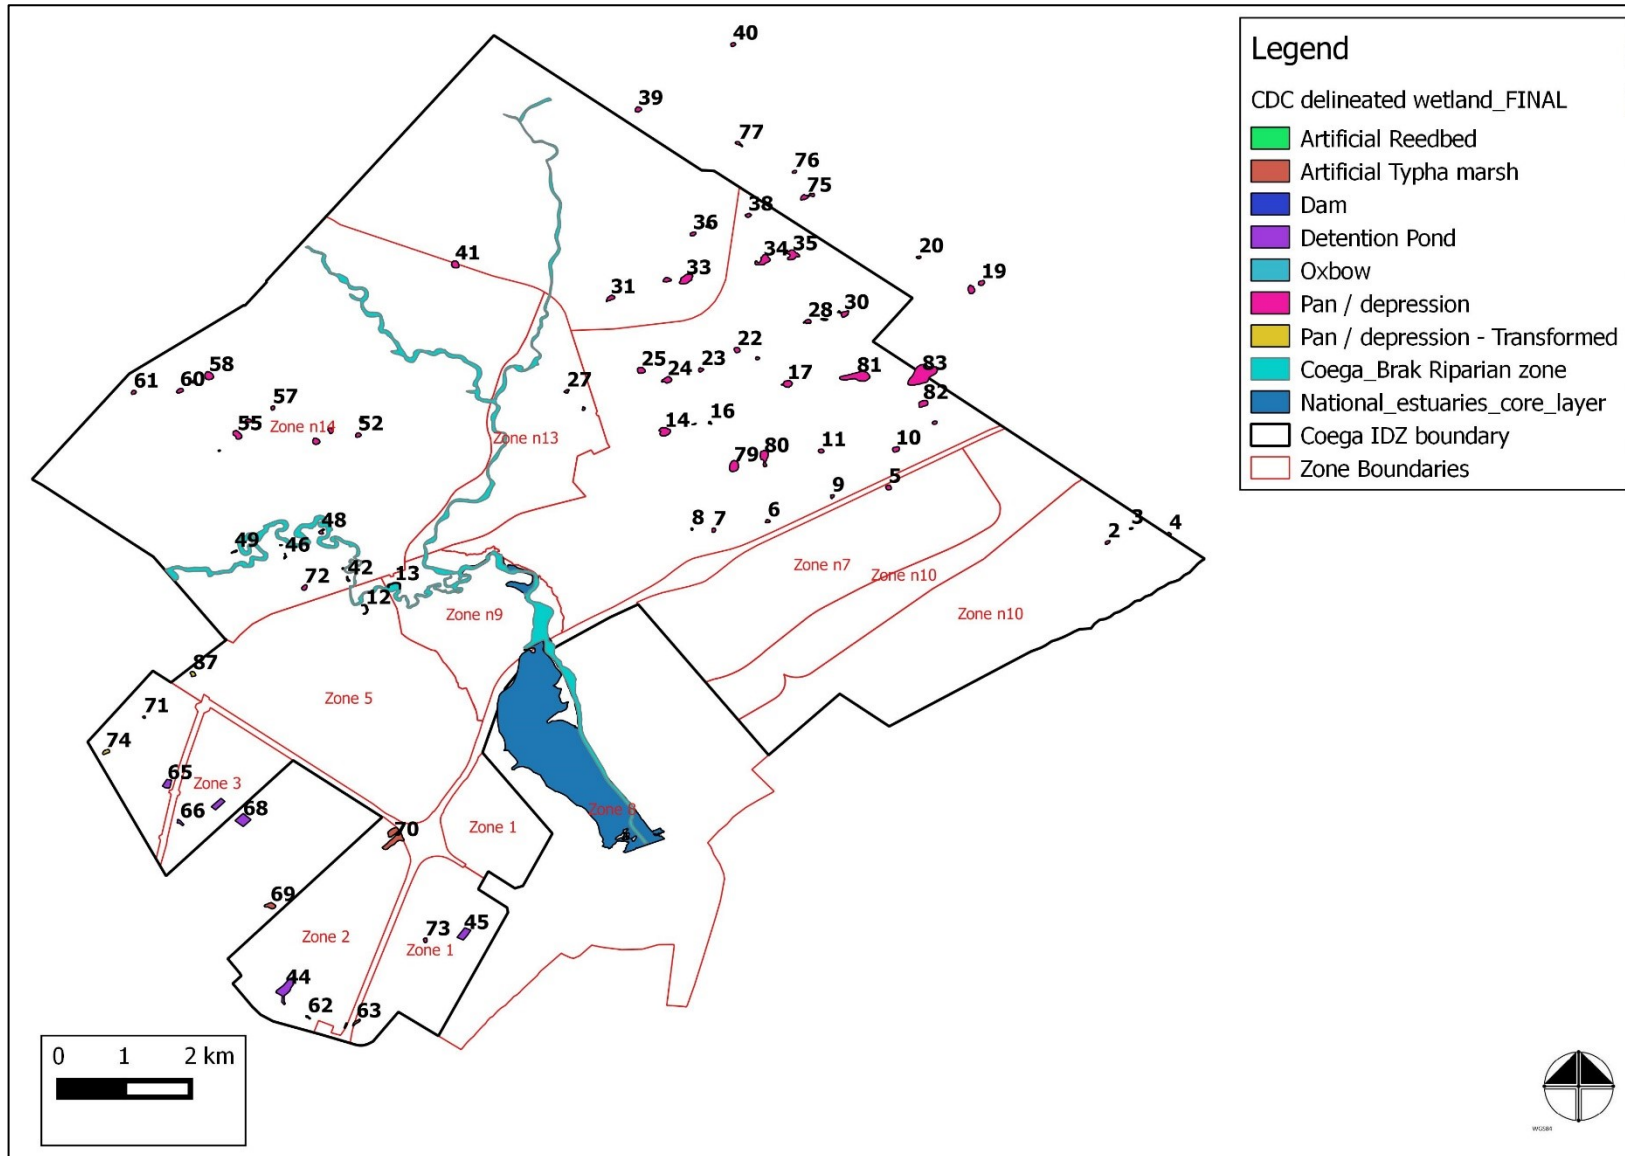 Legend
CDC delineated wetland_FINAL
Artificial Reedbed
Artificial Typha marsh
Dam
Detention Pond
Oxbow
Pan / depression
Pan / depression - Transformed
Coega_Brak Riparian zone
National_estuaries_core_layer
Coega IDZ boundary
Zone Boundaries
40
39
77
76
75
38
36
41
34 35
20
33
19
31
28 30
22
58
25 24 23
81
83
61 60
27
17
82
57
14 16
55
Zone n14
52
Zone n13
11
10
79 80
5
9
48
8 7 6
3
4
2
49
46
Zone n7
42
13
Zone n10
72
12
Zone n9
Zone n10
87
Zone 5
71
74
65
Zone 3
66
68
Zone 8
70
Zone 1
69
73
45
Zone 2
Zone 1
44
62
63
0 1 2 km
WGS84